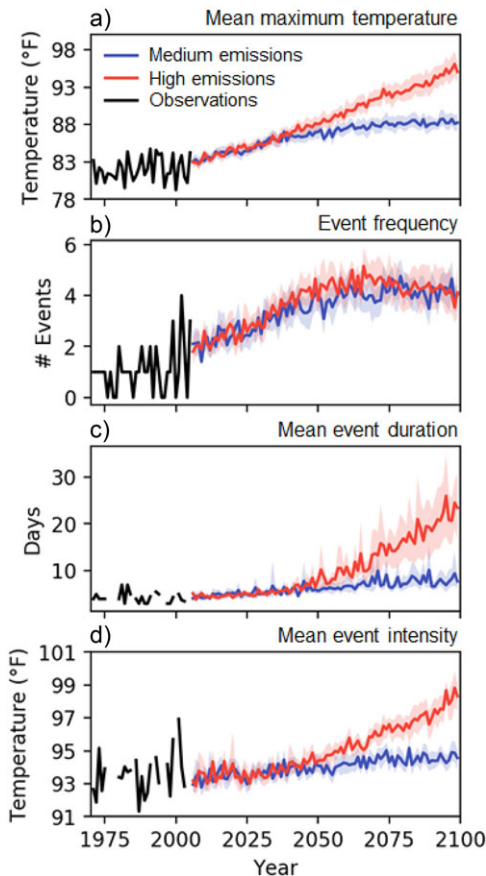 a) Mean maximum temperature
Temperature (°F)
98
93
88
83
78
Medium emissions
High emissions
Observations
b) Event frequency
# Events
6
4
2
0
c) Mean event duration
Days
30
20
10
d) Mean event intensity
Temperature (°F)
101
99
97
95
93
91
1975 2000 2025 2050 2075 2100
Year